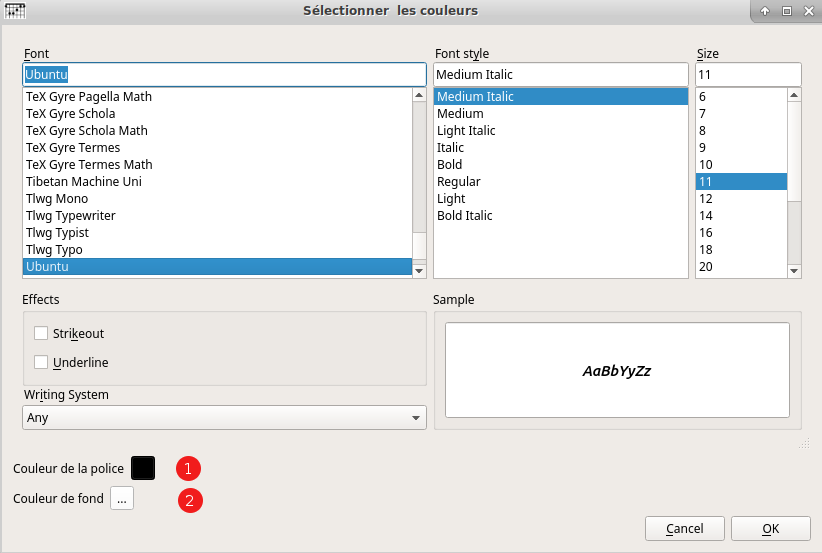 Sélectionner les couleurs
Font
Font style
Size
Ubuntu
Medium Italic
11
TeX Gyre Pagella Math
TeX Gyre Schola
TeX Gyre Schola Math
TeX Gyre Termes
TeX Gyre Termes Math
Tibetan Machine Uni
Tlwg Mono
Tlwg Typewriter
Tlwg Typist
Tlwg Typo
Ubuntu
Medium Italic
Medium
Light Italic
Italic
Bold
Regular
Light
Bold Italic
6
7
8
9
10
11
12
14
16
18
20
Effects
Strikeout
Underline
Writing System
Any
Sample
AaBbYyZz
Couleur de la police
1
Couleur de fond
...
2
Cancel
OK